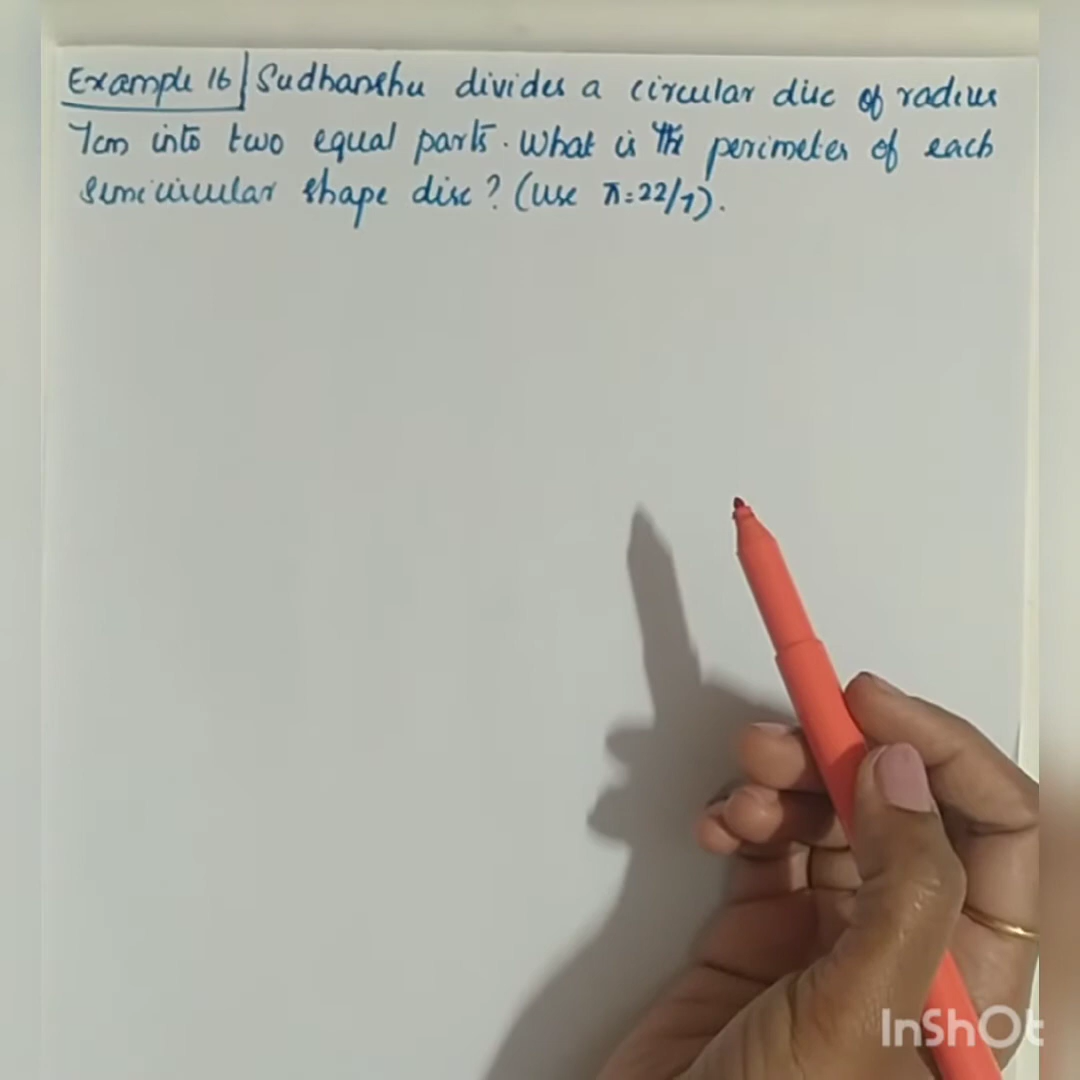 Example 16 Sudhanshu divides a circular disc of radius
7cm into two equal parts. What is the perimeter of each
semicircular shape disc? (use π=22/7).
InShOt